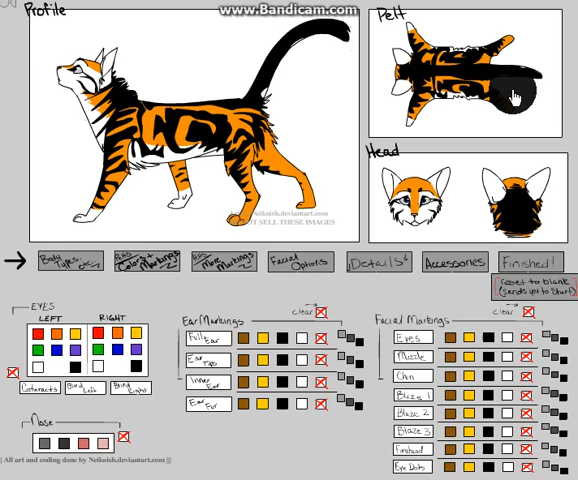 www.Bandicam.com
Profile
Pelt
Head
Neikoish.deviantart.com
NOT SELL THESE IMAGES
Body Types, etc.
Colors + Markings
More Markings
Facial Options
Details
Accessories
Finished!
reset to blank
(sends you to start)
EYES
LEFT RIGHT
Cataracts Blind Left Blind Right
Nose
Ear Markings
clear
Full Ear
Ear Tips
Inner Ear
Ear Fur
Facial Markings
clear
Eyes
Muzzle
Chin
Blaze 1
Blaze 2
Blaze 3
Forehead
Eye Dots
| All art and coding done by Neikoish.deviantart.com ||